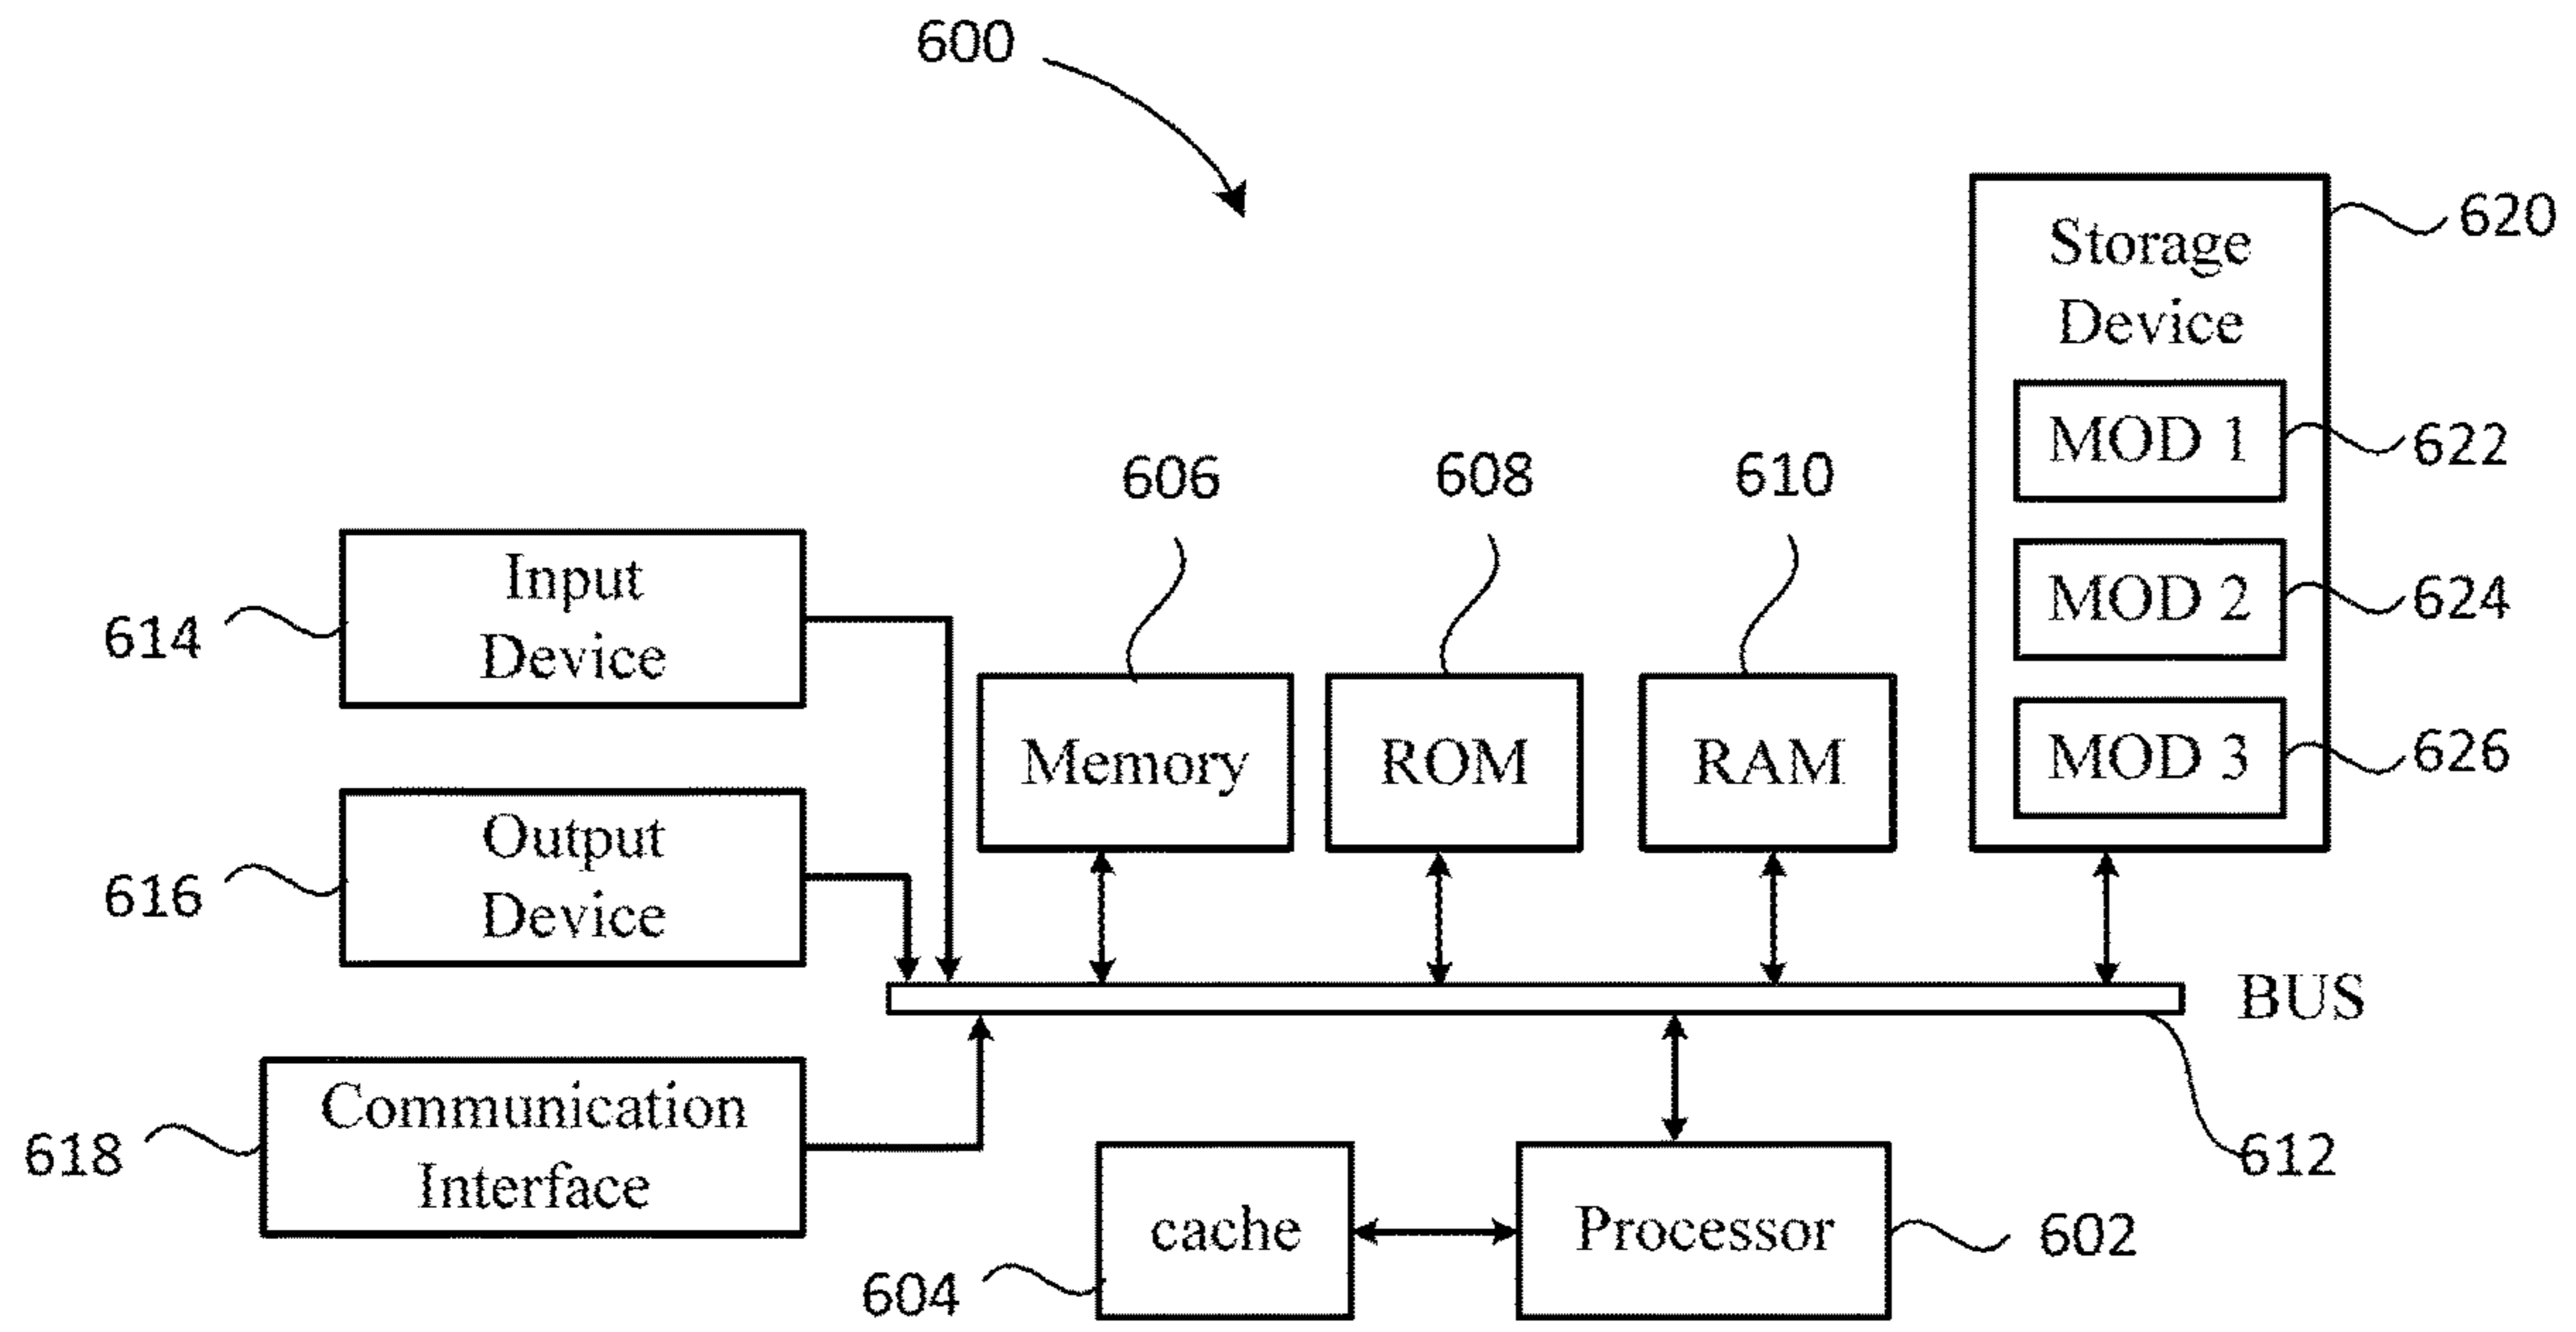 600
Storage
Device
620
MOD 1
622
MOD 2
624
MOD 3
626
606
608
610
Input
Device
614
Memory
ROM
RAM
Output
Device
616
BUS
612
Communication
Interface
618
cache
604
Processor
602